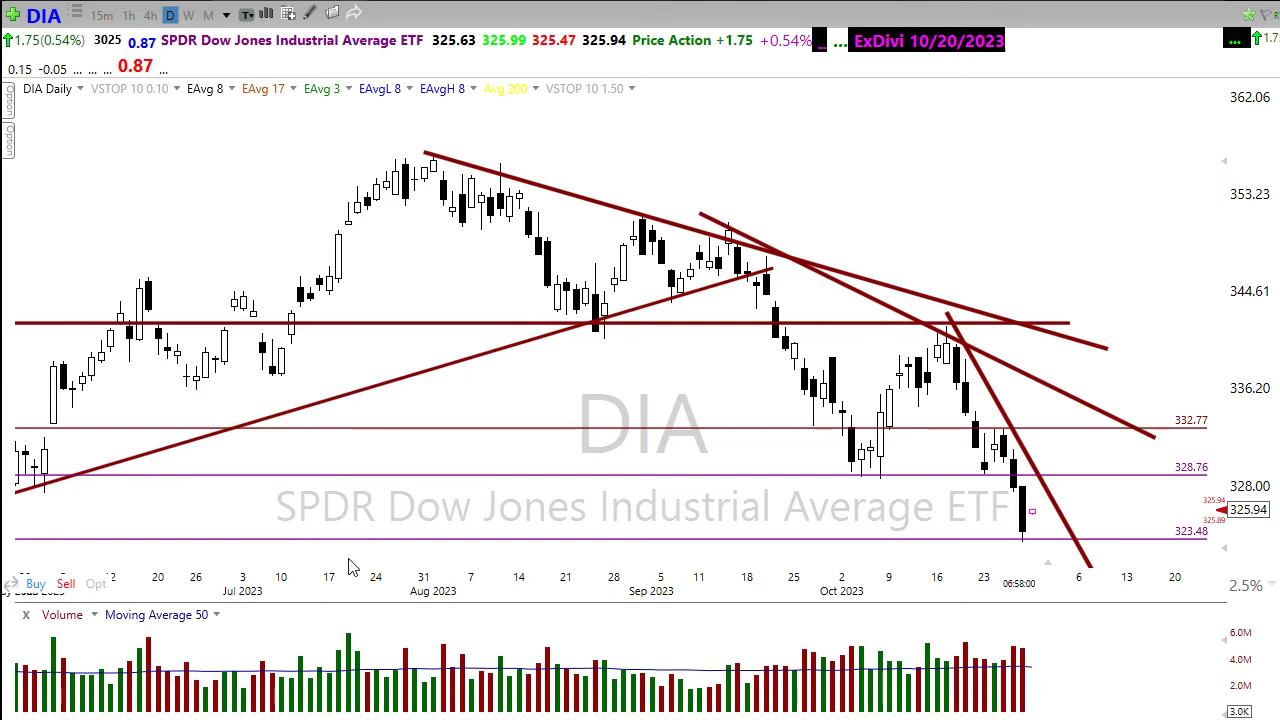 DIA 15m 1h 4h D W M
1.75(0.54%) 3025 0.87 SPDR Dow Jones Industrial Average ETF 325.63 325.99 325.47 325.94 Price Action +1.75 +0.54% ... ... ExDivi 10/20/2023 ...
0.15 -0.05 ... ... ... 0.87 ...
Option
Option
DIA Daily VSTOP 10 0.10 EAvg 8 EAvg 17 EAvg 3 EAvgL 8 EAvgH 8 Avg 200 VSTOP 10 1.50
362.06
353.23
344.61
336.20
332.77
DIA
328.76
328.00
SPDR Dow Jones Industrial Average ETF
325.94
325.94
325.89
323.48
Buy Sell Opt
20 26 3 10 17 24 31 7 14 21 28 5 11 18 25 2 9 16 23 06:58:00 6 13 20
2.5%
Jul 2023 Aug 2023 Sep 2023 Oct 2023
X Volume Moving Average 50
6.0M
4.0M
2.0M
3.0K